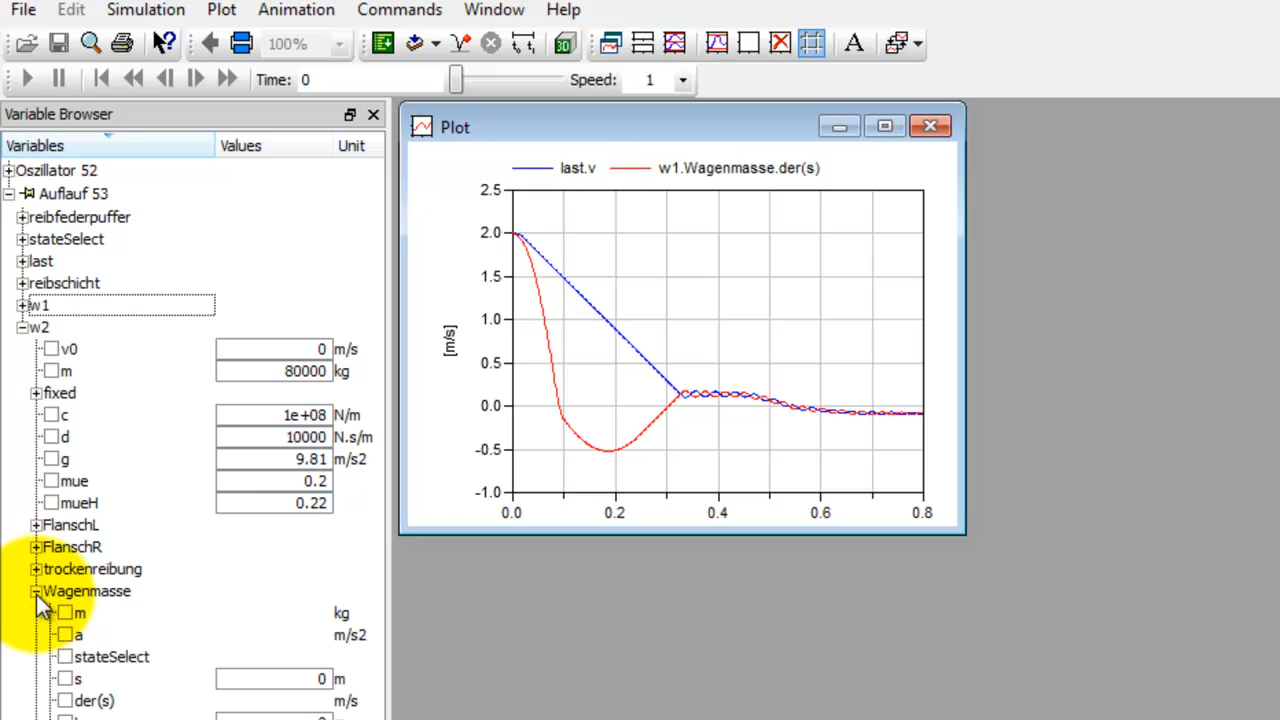 File Edit Simulation Plot Animation Commands Window Help
100%
3D A
Time: 0 Speed: 1
Variable Browser
Variables Values Unit
Oszillator 52
Auflauf 53
reibfederpuffer
stateSelect
last
reibschicht
w1
w2
v0 0 m/s
m 80000 kg
fixed
c 1e+08 N/m
d 10000 N.s/m
g 9.81 m/s2
mue 0.2
mueH 0.22
FlanschL
FlanschR
trockenreibung
Wagenmasse
m kg
a m/s2
stateSelect
s 0 m
der(s) m/s
Plot
last.v w1.Wagenmasse.der(s)
2.5
2.0
1.5
1.0
0.5
0.0
-0.5
-1.0
[m/s]
0.0 0.2 0.4 0.6 0.8